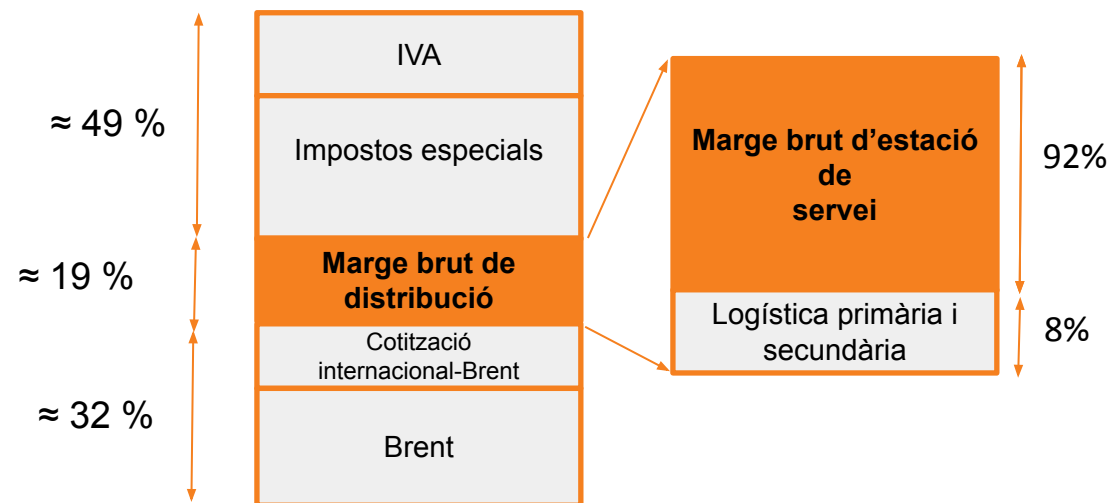 IVA
≈ 49 %
Impostos especials
Marge brut de
distribució
≈ 19 %
Cotització
internacional-Brent
≈ 32 %
Brent
Marge brut d’estació
de
servei
92%
Logística primària i
secundària
8%